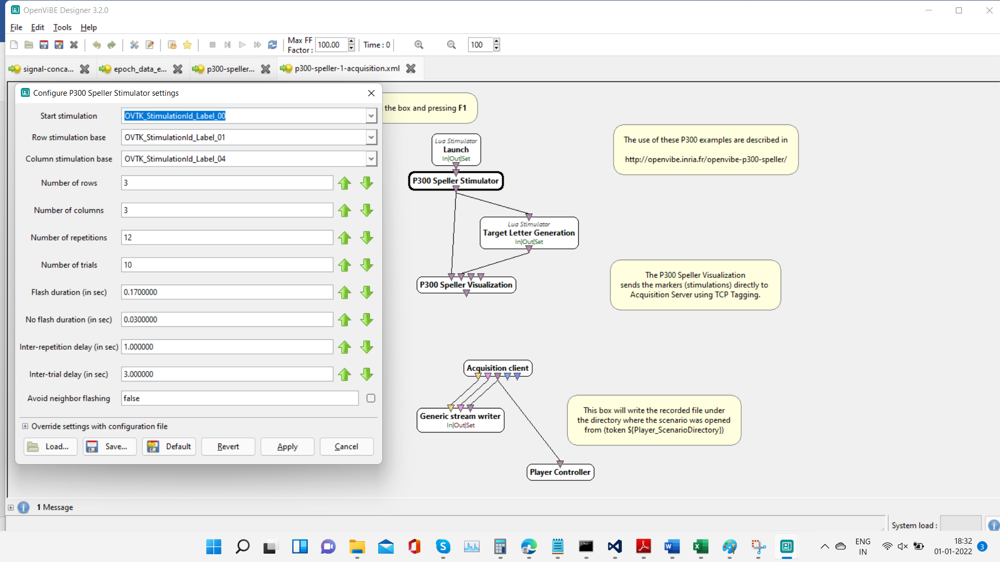 OpenViBE Designer 3.2.0
File Edit Tools Help
Max FF Factor : 100.00 Time : 0 100
signal-conca... epoch_data_e... p300-speller... p300-speller-1-acquisition.xml
Configure P300 Speller Stimulator settings
Start stimulation OVTK_StimulationId_Label_00
Row stimulation base OVTK_StimulationId_Label_01
Column stimulation base OVTK_StimulationId_Label_04
Number of rows 3
Number of columns 3
Number of repetitions 12
Number of trials 10
Flash duration (in sec) 0.1700000
No flash duration (in sec) 0.0300000
Inter-repetition delay (in sec) 1.000000
Inter-trial delay (in sec) 3.000000
Avoid neighbor flashing false
Override settings with configuration file
Load... Save... Default Revert Apply Cancel
the box and pressing F1
Lua Stimulator
Launch
In|Out|Set
P300 Speller Stimulator
Lua Stimulator
Target Letter Generation
In|Out|Set
P300 Speller Visualization
The use of these P300 examples are described in
http://openvibe.inria.fr/openvibe-p300-speller/
The P300 Speller Visualization
sends the markers (stimulations) directly to
Acquisition Server using TCP Tagging.
Acquisition client
Generic stream writer
In|Out|Set
This box will write the recorded file under
the directory where the scenario was opened
from (token ${Player_ScenarioDirectory})
Player Controller
1 Message
System load :
ENG
IN
18:32
01-01-2022
3